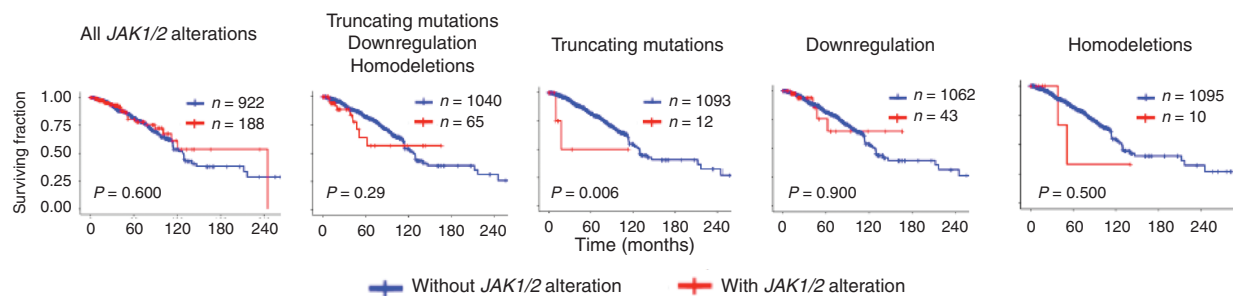 All JAK1/2 alterations
Truncating mutations
Downregulation
Homodeletions
Truncating mutations
Downregulation
Homodeletions
Surviving fraction
1.00
0.75
0.50
0.25
0.00
n = 922
n = 188
P = 0.600
0 60 120 180 240
n = 1040
n = 65
P = 0.29
0 60 120 180 240
n = 1093
n = 12
P = 0.006
0 60 120 180 240
n = 1062
n = 43
P = 0.900
0 60 120 180 240
n = 1095
n = 10
P = 0.500
0 60 120 180 240
Time (months)
Without JAK1/2 alteration
With JAK1/2 alteration